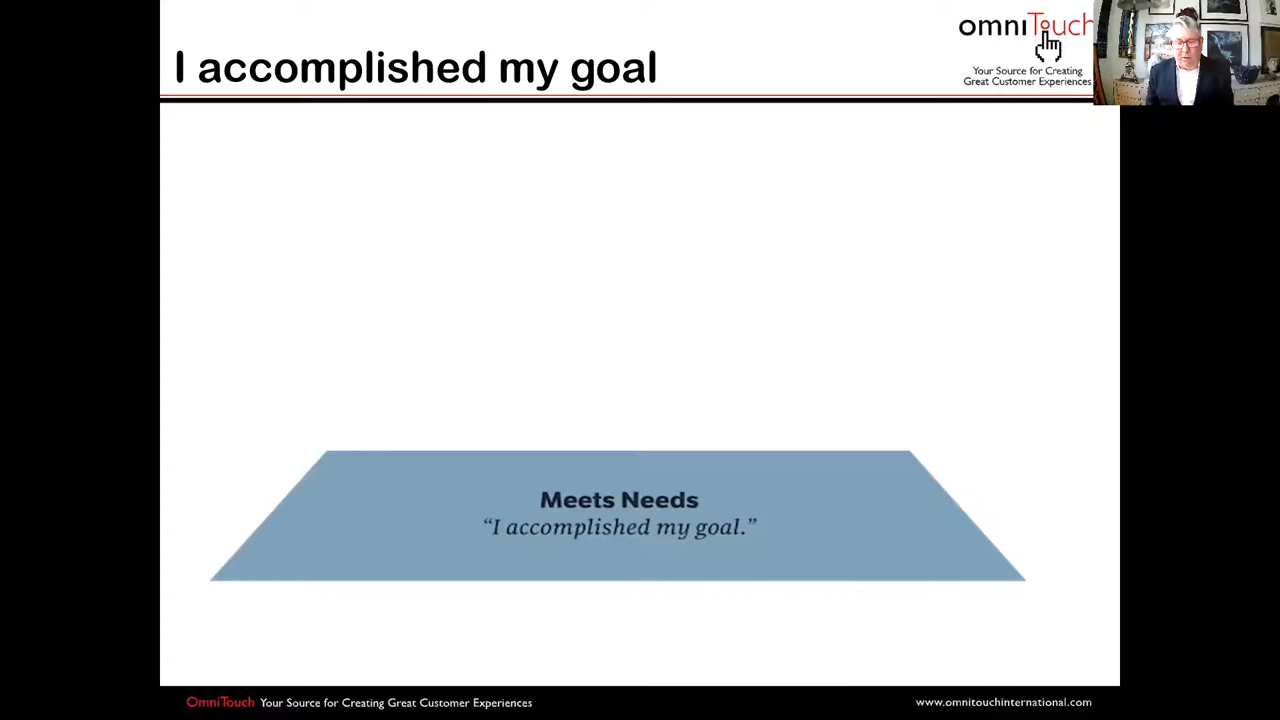 I accomplished my goal
omniTouch
Your Source for Creating
Great Customer Experiences
Meets Needs
“I accomplished my goal.”
OmniTouch Your Source for Creating Great Customer Experiences
www.omnitouchinternational.com